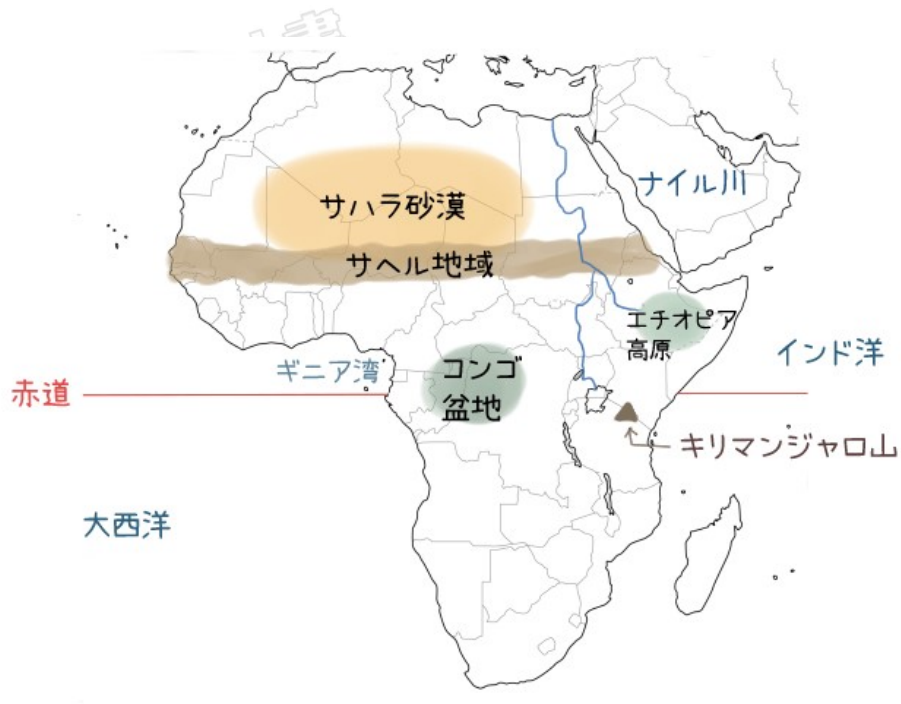 ナイル川
サハラ砂漠
サヘル地域
エチオピア
高原
インド洋
ギニア湾
コンゴ
盆地
赤道
キリマンジャロ山
大西洋